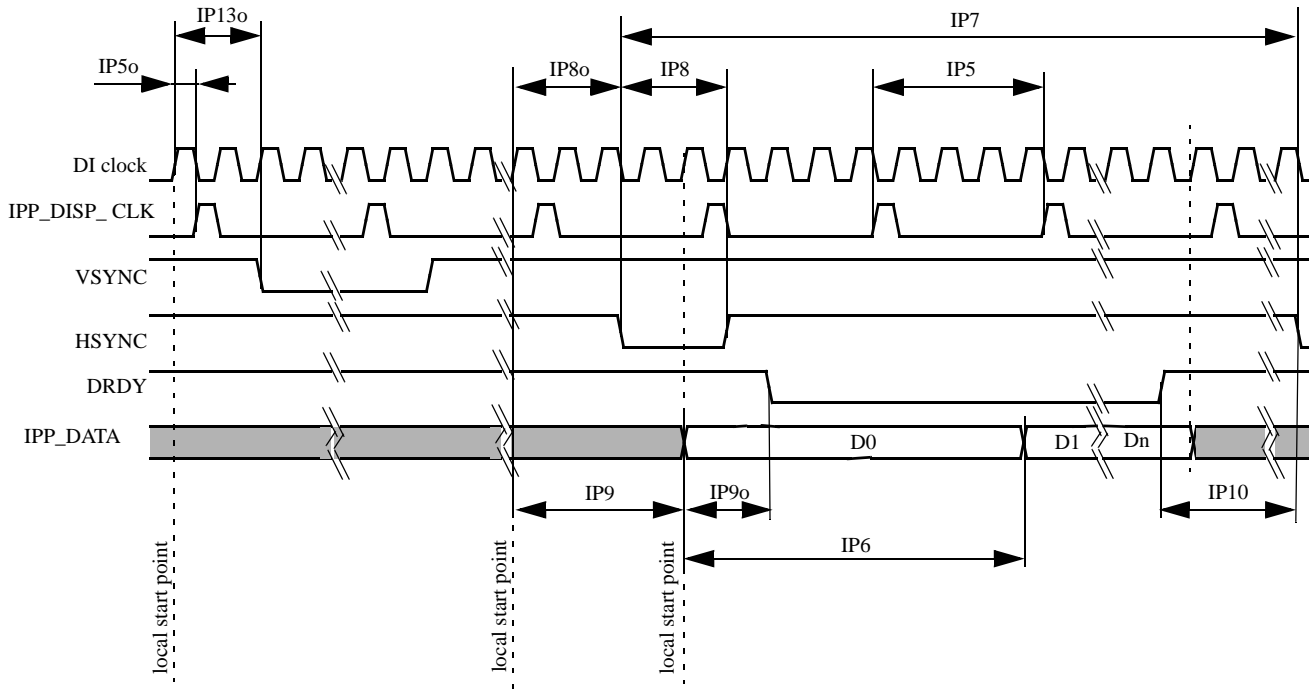 IP13o
IP7
IP5o
IP8o
IP8
IP5
DI clock
IPP_DISP_ CLK
VSYNC
HSYNC
DRDY
IPP_DATA
D0
D1
Dn
IP9
IP9o
IP10
IP6
local start point
local start point
local start point